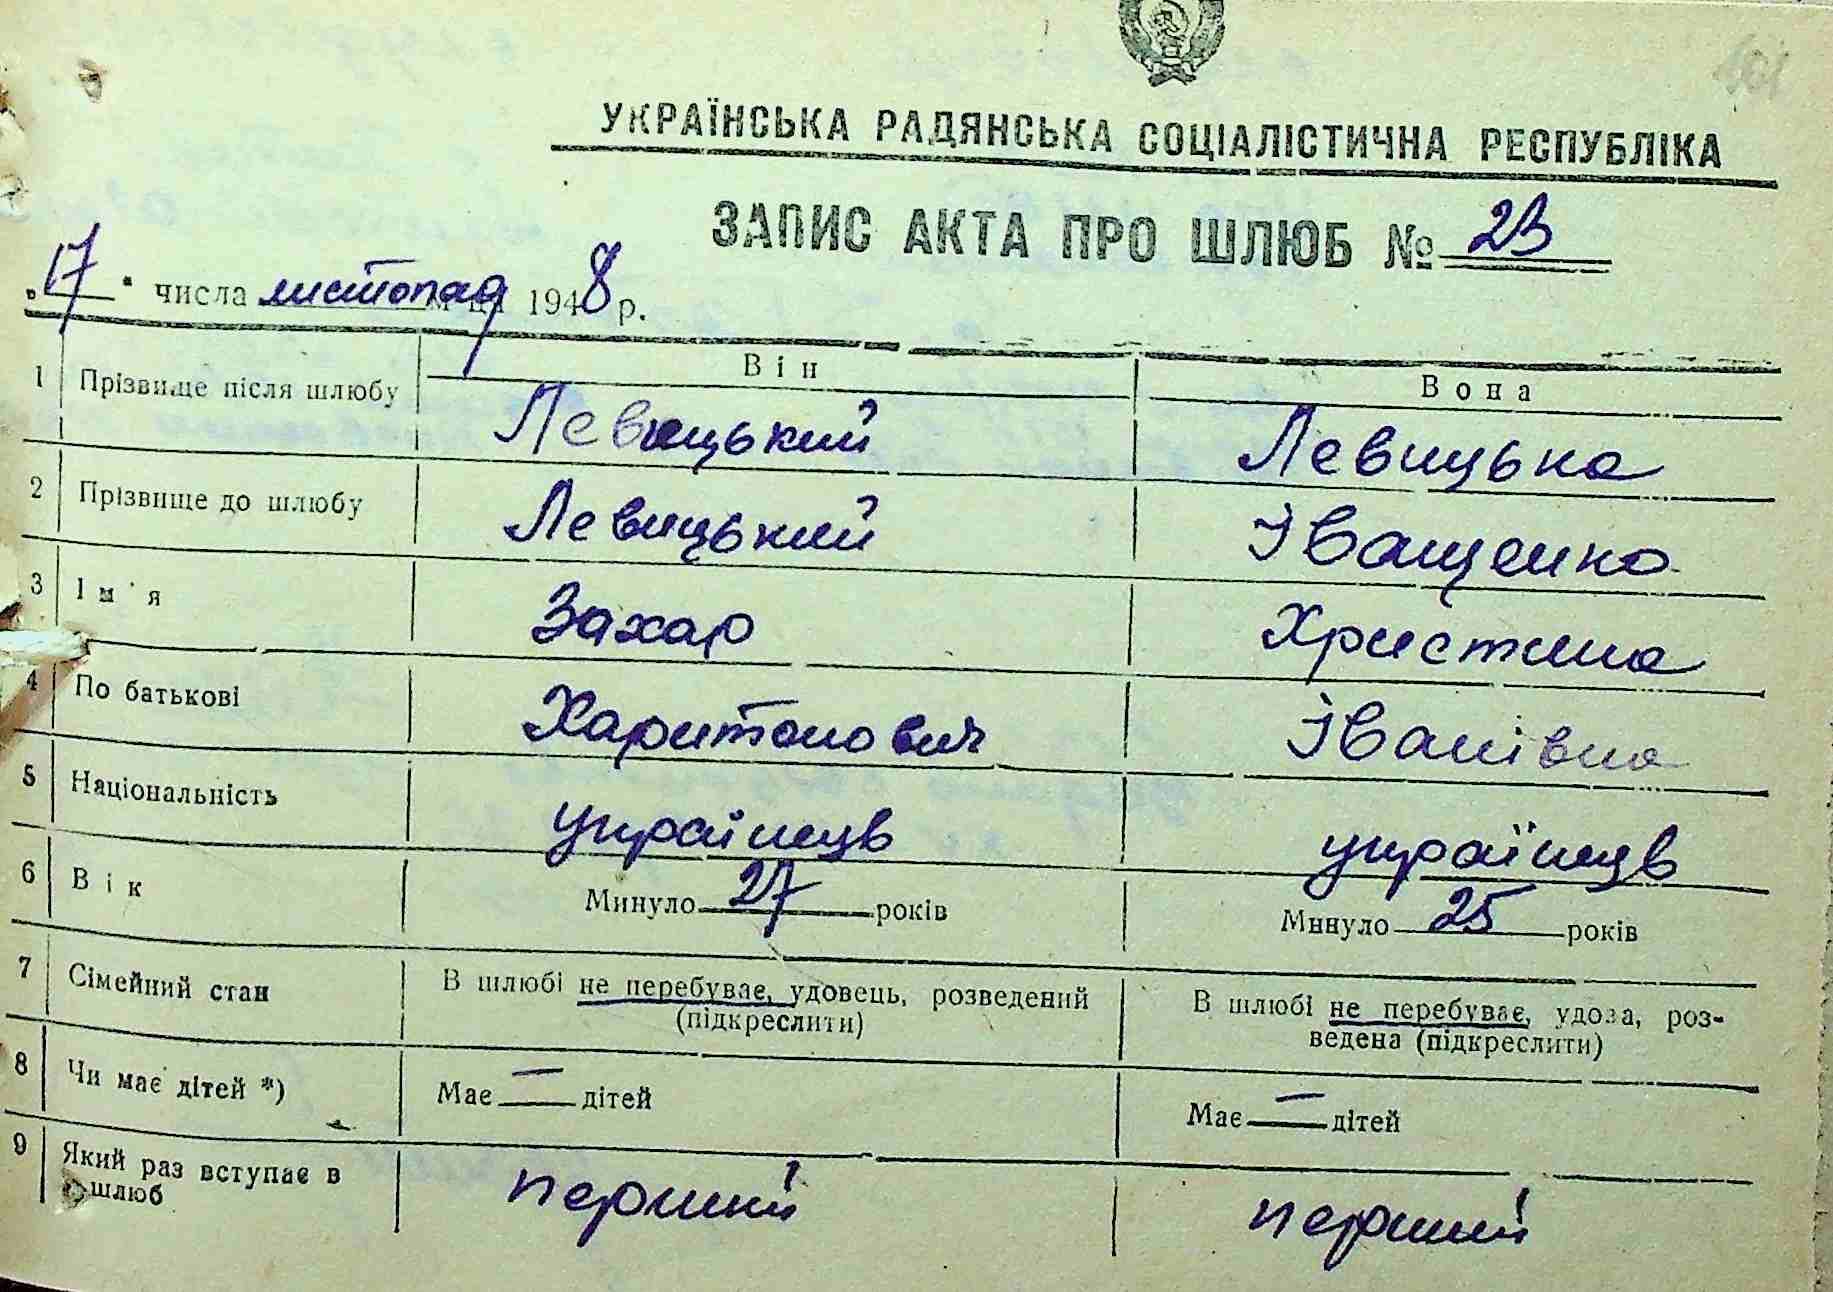 УКРАЇНСЬКА РАДЯНСЬКА СОЦІАЛІСТИЧНА РЕСПУБЛІКА
ЗАПИС АКТА ПРО ШЛЮБ № 23
„17“ числа листопад м-ця 1948 р.
Він Вона
1 Прізвище після шлюбу Левицький Левицька
2 Прізвище до шлюбу Левицький Іващенко
3 Ім'я Захар Христина
4 По батькові Харитонович Іванівна
5 Національність українець українець
6 Вік Минуло 27 років Минуло 25 років
7 Сімейний стан В шлюбі не перебуває, удовець, розведений В шлюбі не перебуває, удова, роз-
(підкреслити) ведена (підкреслити)
8 Чи має дітей *) Має — дітей Має — дітей
9 Який раз вступає в
шлюб перший перший